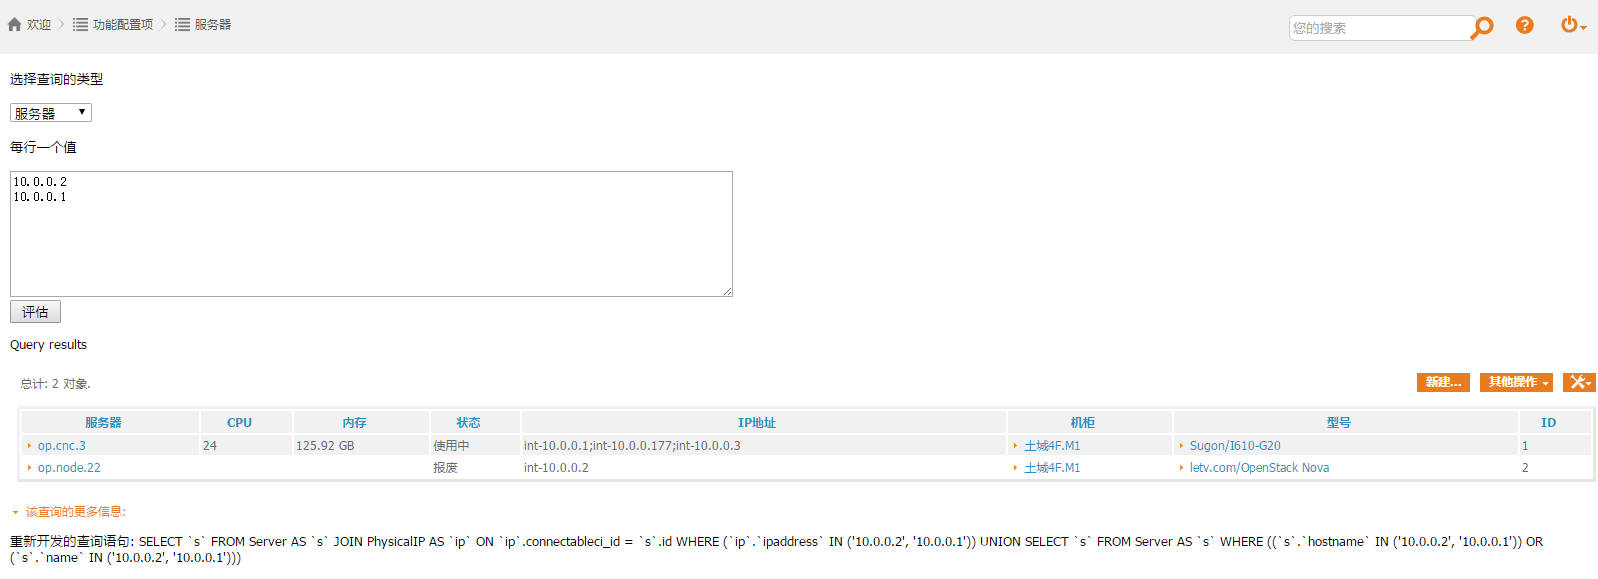 欢迎 功能配置项 服务器 您的搜索
选择查询的类型
服务器
每行一个值
10.0.0.2
10.0.0.1
评估
Query results
总计: 2 对象. 新建... 其他操作
服务器 CPU 内存 状态 IP地址 机柜 型号 ID
op.cnc.3 24 125.92 GB 使用中 int-10.0.0.1;int-10.0.0.177;int-10.0.0.3 土城4F.M1 Sugon/I610-G20 1
op.node.22 报废 int-10.0.0.2 土城4F.M1 letv.com/OpenStack Nova 2
该查询的更多信息:
重新开发的查询语句: SELECT `s` FROM Server AS `s` JOIN PhysicalIP AS `ip` ON `ip`.connectableci_id = `s`.id WHERE (`ip`.`ipaddress` IN ('10.0.0.2', '10.0.0.1')) UNION SELECT `s` FROM Server AS `s` WHERE ((`s`.`hostname` IN ('10.0.0.2', '10.0.0.1')) OR
(`s`.`name` IN ('10.0.0.2', '10.0.0.1')))